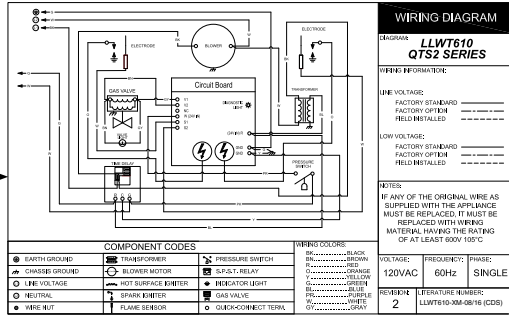 WIRING DIAGRAM
DIAGRAM:
LLWT610
QTS2 SERIES
WIRING INFORMATION:
LINE VOLTAGE:
FACTORY STANDARD
FACTORY OPTION
FIELD INSTALLED
LOW VOLTAGE:
FACTORY STANDARD
FACTORY OPTION
FIELD INSTALLED
NOTES:
IF ANY OF THE ORIGINAL WIRE AS
SUPPLIED WITH THE APPLIANCE
MUST BE REPLACED, IT MUST BE
REPLACED WITH WIRING
MATERIAL HAVING THE RATING
OF AT LEAST 600V 105°C
VOLTAGE: FREQUENCY: PHASE:
120VAC 60Hz SINGLE
REVISION: LITERATURE NUMBER:
2 LLWT610-XM-08/16 (CDS)
ELECTRODE
BLOWER
ELECTRODE
GAS VALVE
Circuit Board
TRANSFORMER
DIAGNOSTIC
LIGHT
PRESSURE
SWITCH
TIME DELAY
COMPONENT CODES
EARTH GROUND TRANSFORMER PRESSURE SWITCH
CHASSIS GROUND BLOWER MOTOR S.P.S.T. RELAY
LINE VOLTAGE HOT SURFACE IGNITER INDICATOR LIGHT
NEUTRAL SPARK IGNITER GAS VALVE
WIRE NUT FLAME SENSOR QUICK-CONNECT TERM.
WIRING COLORS:
BK BLACK
BN BROWN
R RED
O ORANGE
Y YELLOW
G GREEN
BL BLUE
PR PURPLE
W WHITE
GY GRAY